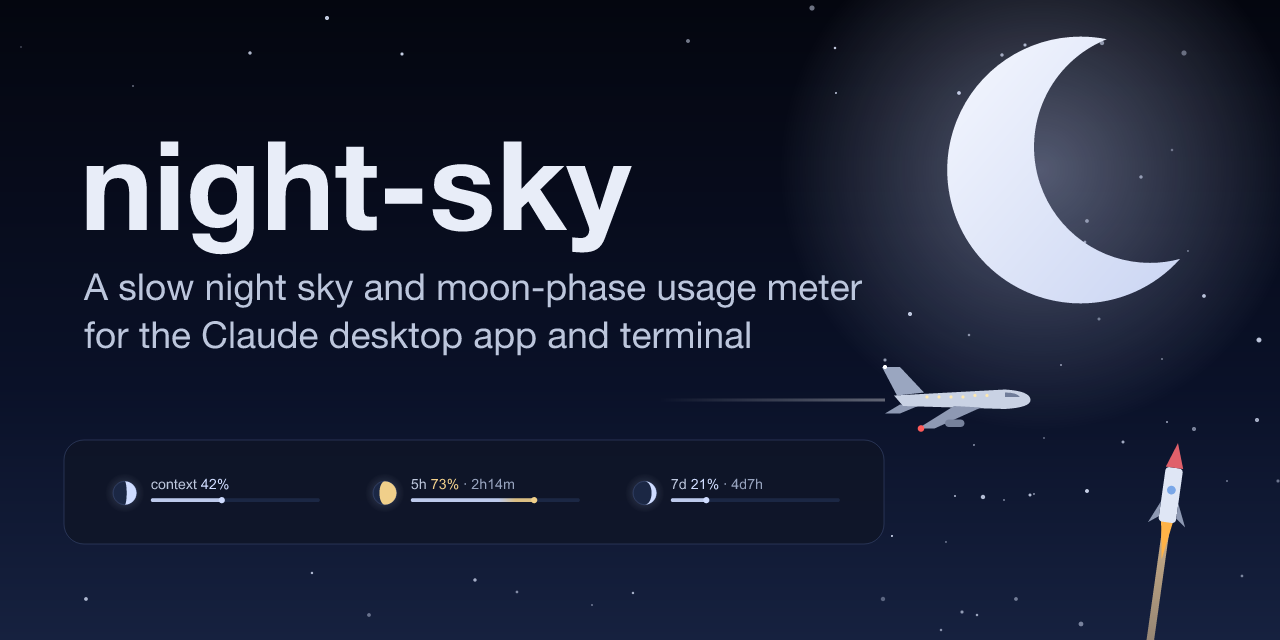 night-sky
A slow night sky and moon-phase usage meter
for the Claude desktop app and terminal
context 42%
5h 73% · 2h14m
7d 21% · 4d7h